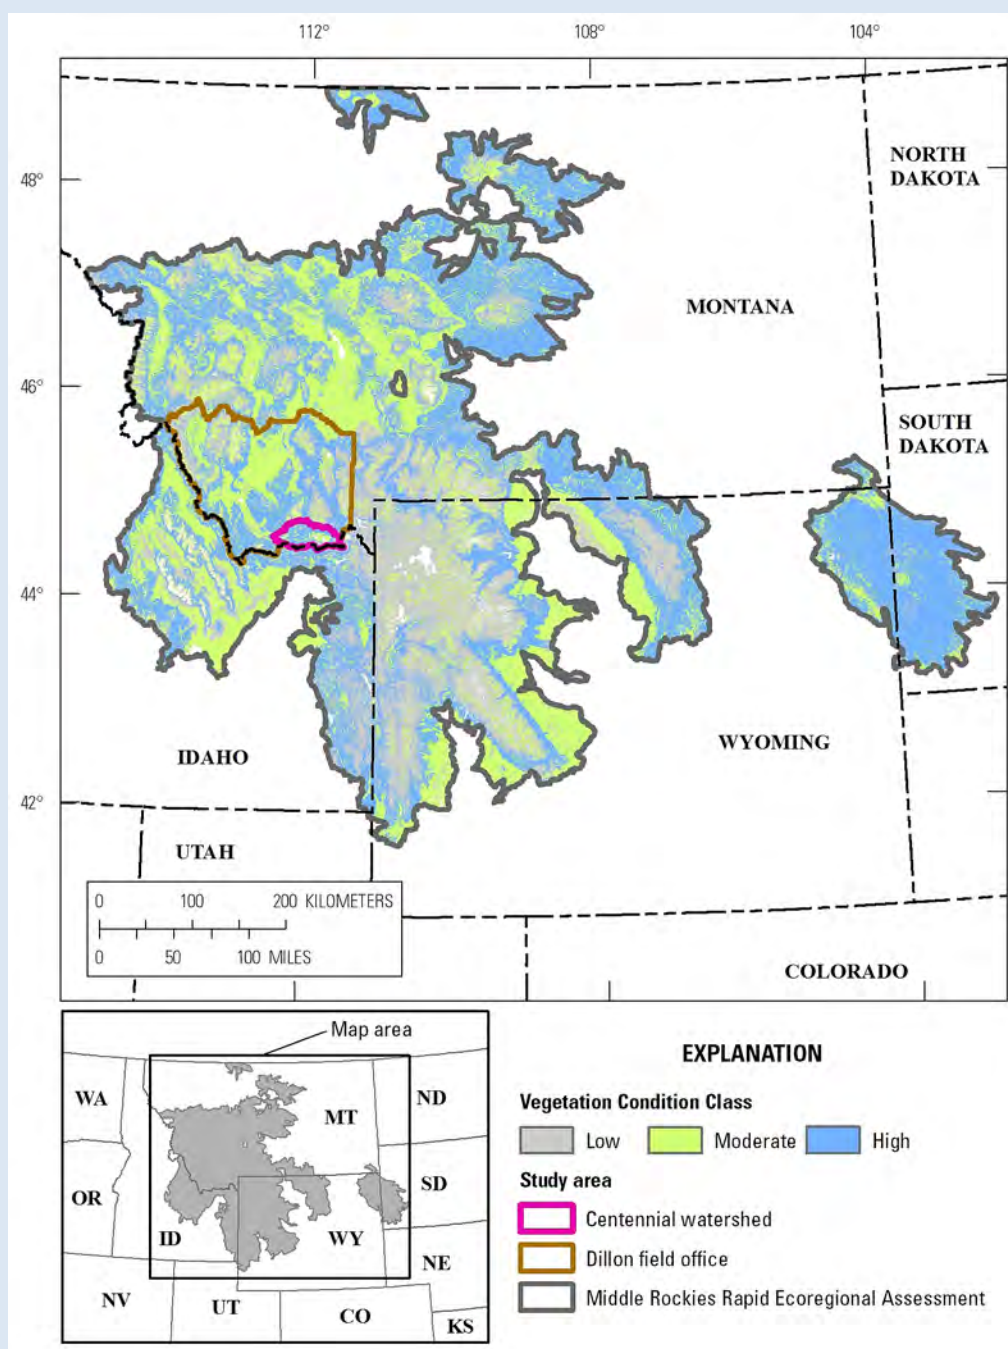 112°
108°
104°
48°
46°
44°
42°
NORTH
DAKOTA
MONTANA
SOUTH
DAKOTA
WYOMING
IDAHO
UTAH
COLORADO
0 100 200 KILOMETERS
0 50 100 MILES
Map area
WA
MT
ND
OR
SD
ID
WY
NE
NV
UT
CO
KS
EXPLANATION
Vegetation Condition Class
Low
Moderate
High
Study area
Centennial watershed
Dillon field office
Middle Rockies Rapid Ecoregional Assessment